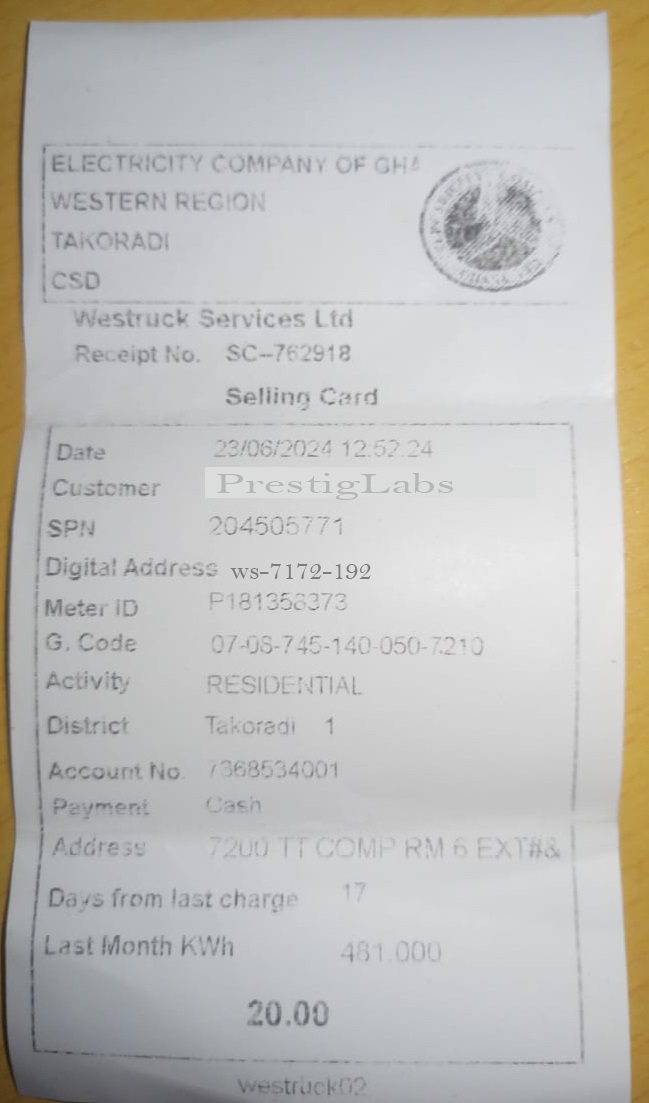 ELECTRICITY COMPANY OF GHA
WESTERN REGION
TAKORADI
CSD
Westruck Services Ltd
Receipt No. SC-762918
Selling Card
Date 23/06/2024 12:52:24
Customer PrestigLabs
SPN 204505771
Digital Address ws-7172-192
Meter ID P181356373
G. Code 07-08-745-140-050-7210
Activity RESIDENTIAL
District Takoradi 1
Account No. 7368534001
Payment Cash
Address 7200 TT COMP RM 6 EXT#&
Days from last charge 17
Last Month KWh 481.000
20.00
westruck02